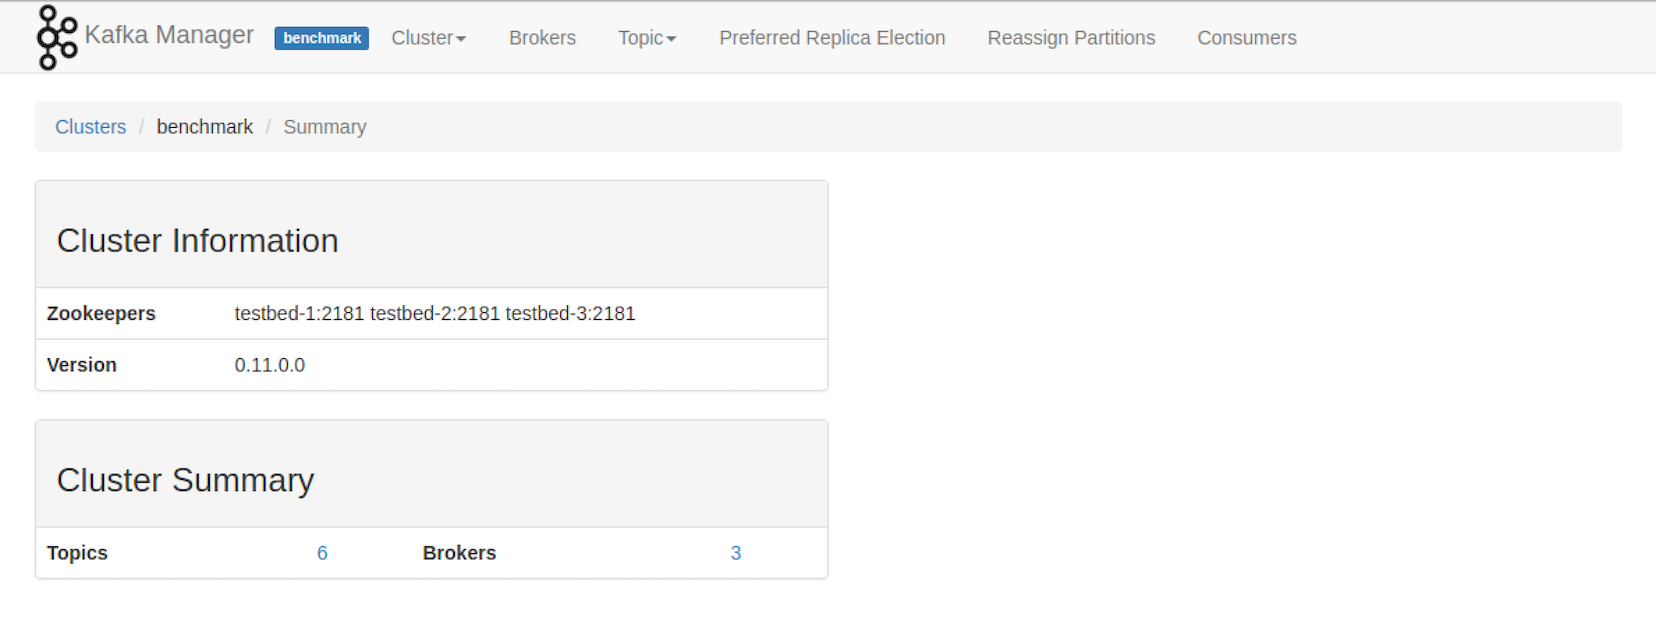 Kafka Manager benchmark Cluster Brokers Topic Preferred Replica Election Reassign Partitions Consumers
Clusters / benchmark / Summary
Cluster Information
Zookeepers testbed-1:2181 testbed-2:2181 testbed-3:2181
Version 0.11.0.0
Cluster Summary
Topics 6 Brokers 3